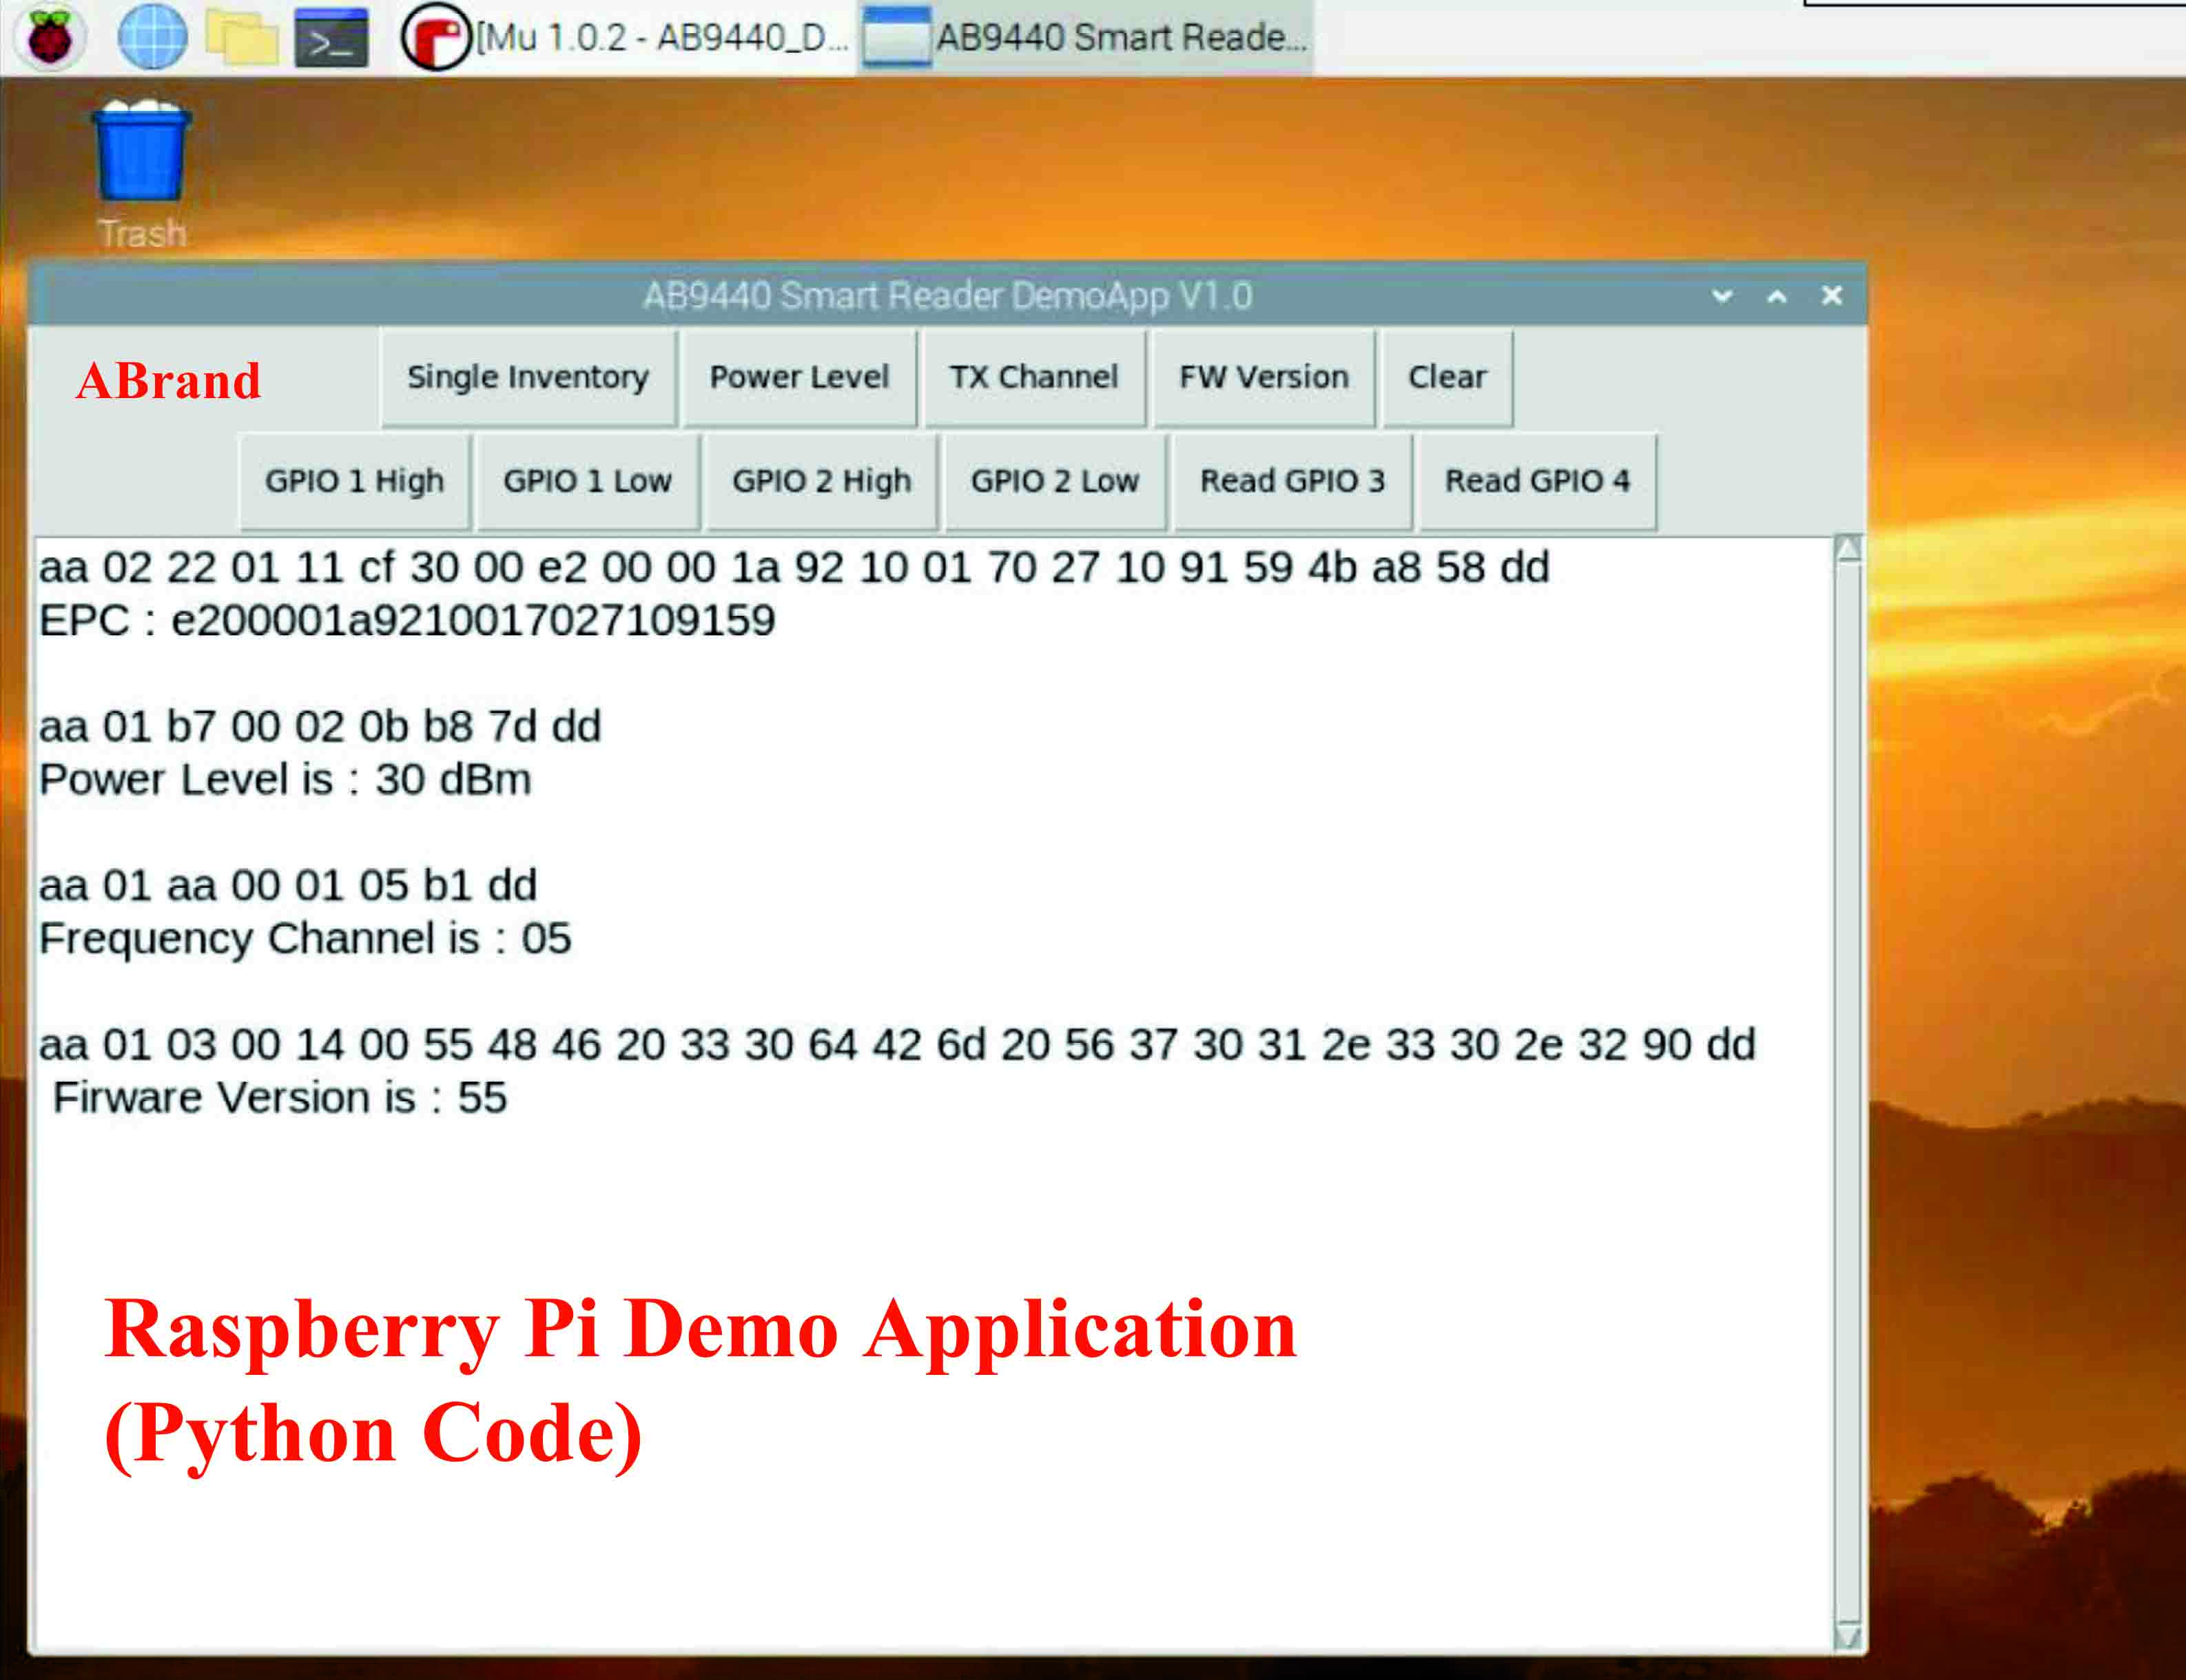 [Mu 1.0.2 - AB9440_D... AB9440 Smart Reade...
Trash
AB9440 Smart Reader DemoApp V1.0
ABrand Single Inventory Power Level TX Channel FW Version Clear
GPIO 1 High GPIO 1 Low GPIO 2 High GPIO 2 Low Read GPIO 3 Read GPIO 4
aa 02 22 01 11 cf 30 00 e2 00 00 1a 92 10 01 70 27 10 91 59 4b a8 58 dd
EPC : e200001a9210017027109159
aa 01 b7 00 02 0b b8 7d dd
Power Level is : 30 dBm
aa 01 aa 00 01 05 b1 dd
Frequency Channel is : 05
aa 01 03 00 14 00 55 48 46 20 33 30 64 42 6d 20 56 37 30 31 2e 33 30 2e 32 90 dd
Firware Version is : 55
Raspberry Pi Demo Application
(Python Code)